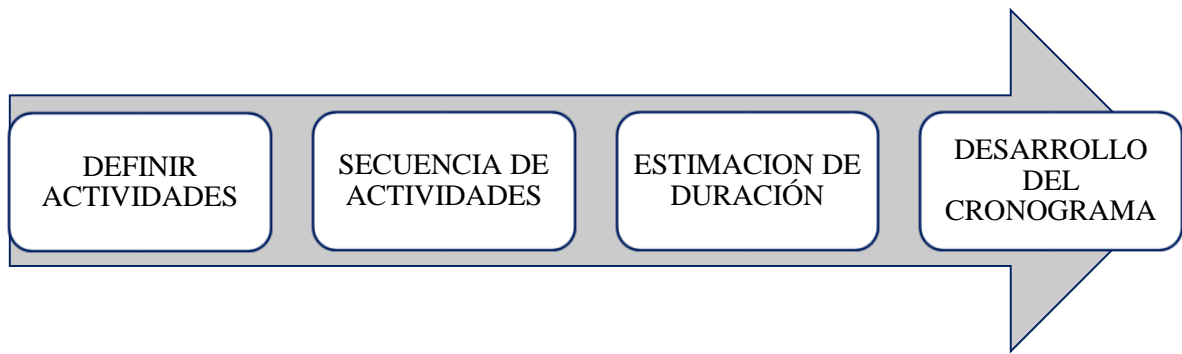 DEFINIR
ACTIVIDADES
SECUENCIA DE
ACTIVIDADES
ESTIMACION DE
DURACIÓN
DESARROLLO
DEL
CRONOGRAMA